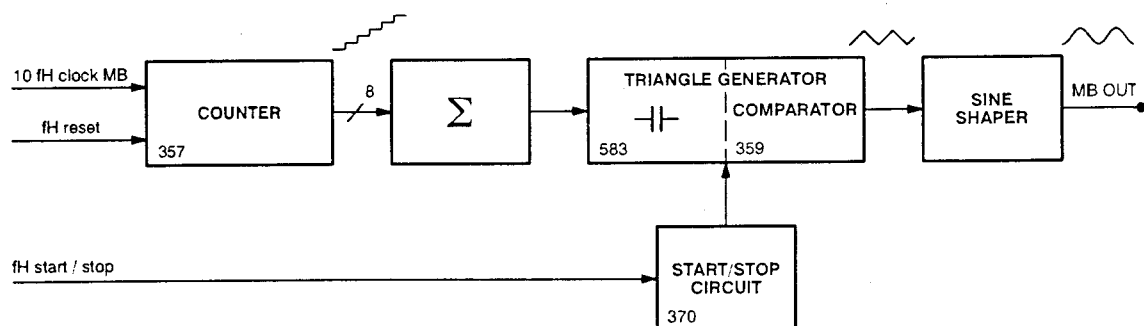 10 fH clock MB
fH reset
COUNTER
357
8
Σ
TRIANGLE GENERATOR
COMPARATOR
583
359
SINE
SHAPER
MB OUT
fH start / stop
START/STOP
CIRCUIT
370